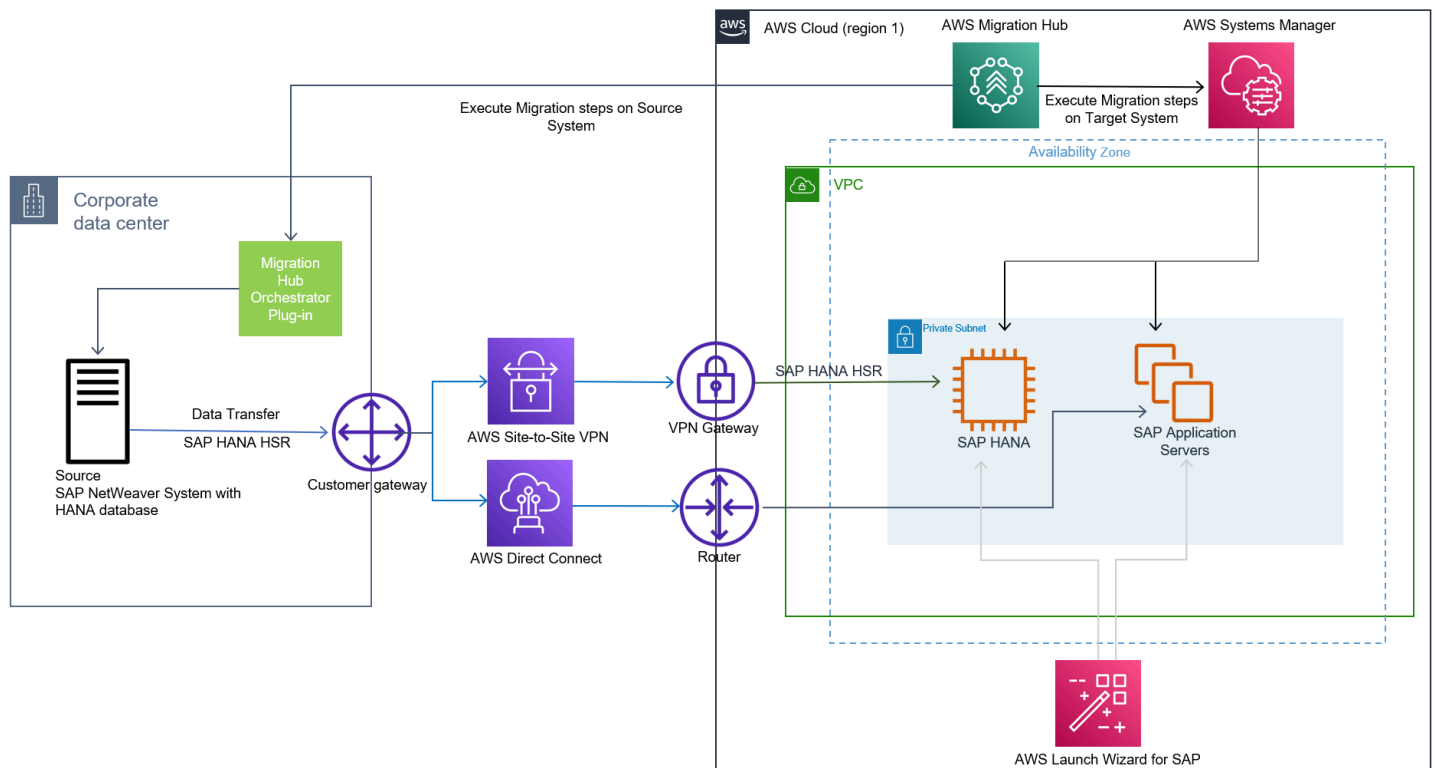 aws
AWS Cloud (region 1)
AWS Migration Hub
AWS Systems Manager
Execute Migration steps on Source
System
Execute Migration steps
on Target System
Availability Zone
VPC
Corporate
data center
Migration
Hub
Orchestrator
Plug-in
Private Subnet
SAP HANA HSR
Data Transfer
SAP HANA HSR
AWS Site-to-Site VPN
VPN Gateway
SAP HANA
SAP Application
Servers
Source
SAP NetWeaver System with
HANA database
Customer gateway
AWS Direct Connect
Router
AWS Launch Wizard for SAP